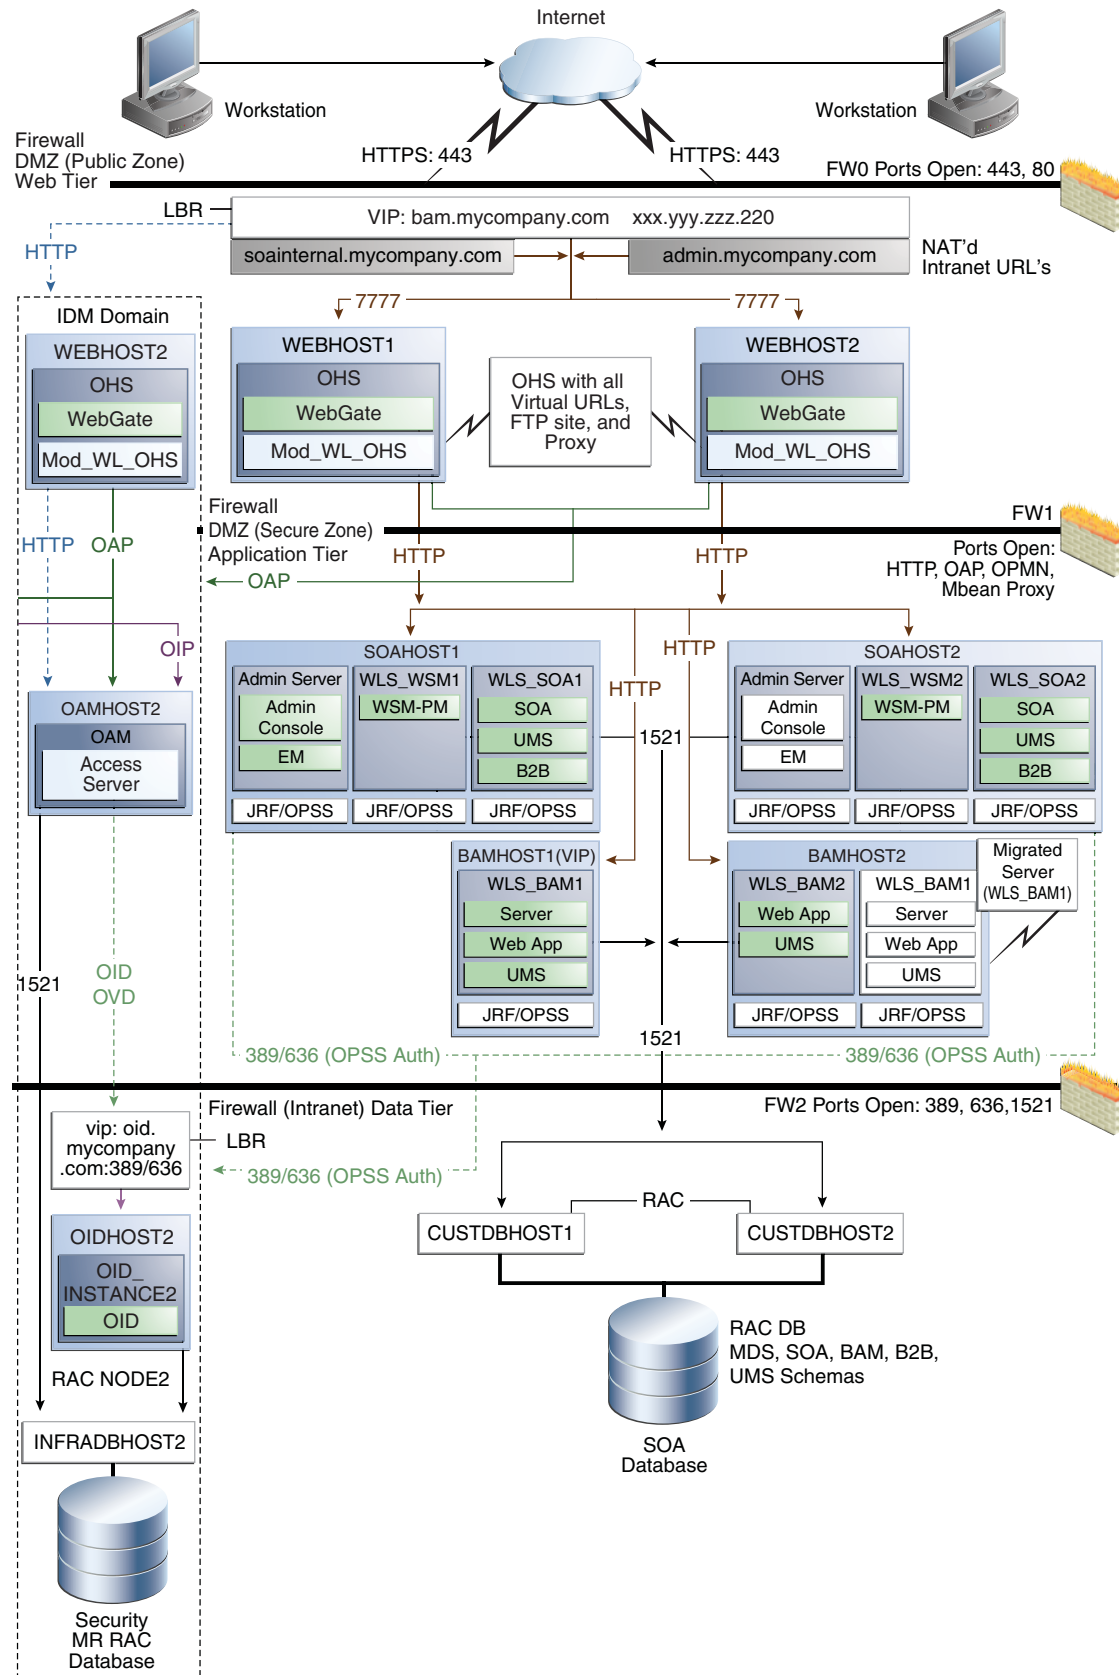 Internet
Workstation
Workstation
Firewall
DMZ (Public Zone)
Web Tier
HTTPS: 443
HTTPS: 443
FW0 Ports Open: 443, 80
LBR
VIP: bam.mycompany.com xxx.yyy.zzz.220
HTTP
soainternal.mycompany.com
admin.mycompany.com
NAT'd
Intranet URL's
7777
7777
IDM Domain
WEBHOST2
OHS
WebGate
Mod_WL_OHS
WEBHOST1
OHS
WebGate
Mod_WL_OHS
OHS with all
Virtual URLs,
FTP site, and
Proxy
WEBHOST2
OHS
WebGate
Mod_WL_OHS
Firewall
DMZ (Secure Zone)
Application Tier
FW1
Ports Open:
HTTP, OAP, OPMN,
Mbean Proxy
HTTP
OAP
HTTP
HTTP
OAP
OIP
HTTP
HTTP
SOAHOST1
Admin Server
Admin
Console
EM
JRF/OPSS
WLS_WSM1
WSM-PM
JRF/OPSS
WLS_SOA1
SOA
UMS
B2B
JRF/OPSS
1521
SOAHOST2
Admin Server
Admin
Console
EM
JRF/OPSS
WLS_WSM2
WSM-PM
JRF/OPSS
WLS_SOA2
SOA
UMS
B2B
JRF/OPSS
OAMHOST2
OAM
Access
Server
BAMHOST1(VIP)
WLS_BAM1
Server
Web App
UMS
JRF/OPSS
BAMHOST2
WLS_BAM2
Web App
UMS
JRF/OPSS
WLS_BAM1
Server
Web App
UMS
JRF/OPSS
Migrated
Server
(WLS_BAM1)
1521
OID
OVD
1521
389/636 (OPSS Auth)
389/636 (OPSS Auth)
Firewall (Intranet) Data Tier
FW2 Ports Open: 389, 636,1521
vip: oid.
mycompany
.com:389/636
LBR
389/636 (OPSS Auth)
RAC
CUSTDBHOST1
CUSTDBHOST2
OIDHOST2
OID_
INSTANCE2
OID
RAC NODE2
INFRADBHOST2
RAC DB
MDS, SOA, BAM, B2B,
UMS Schemas
SOA
Database
Security
MR RAC
Database